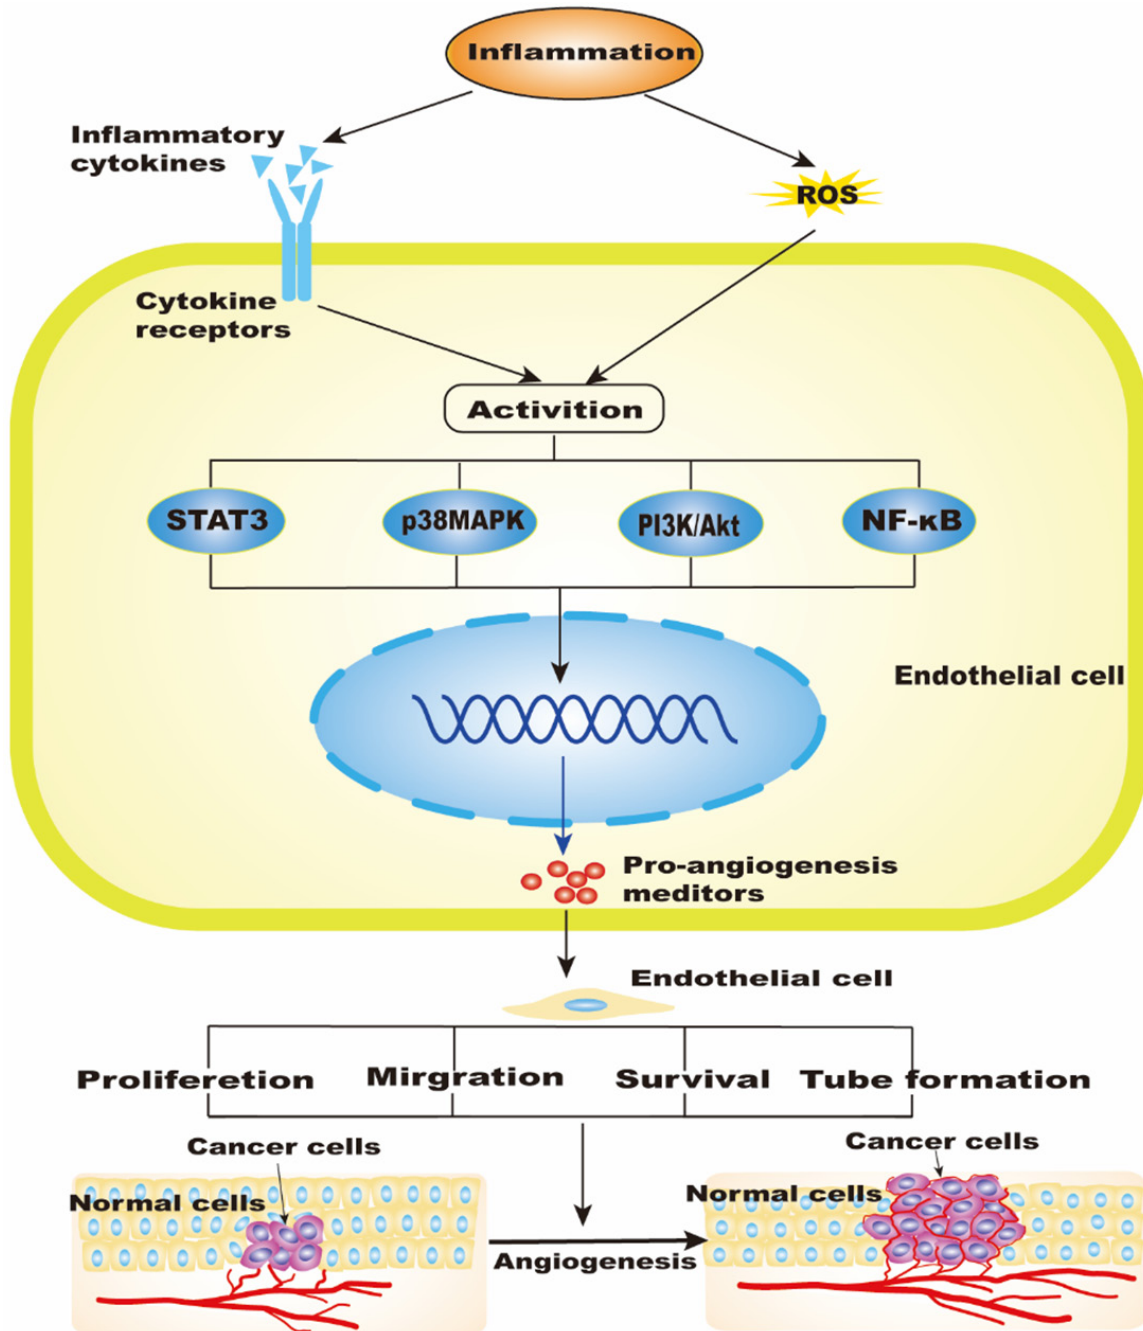 Inflammation
Inflammatory
cytokines
ROS
Cytokine
receptors
Activition
STAT3
p38MAPK
PI3K/Akt
NF-κB
Endothelial cell
Pro-angiogenesis
meditors
Endothelial cell
Proliferetion
Mirgration
Survival
Tube formation
Cancer cells
Normal cells
Angiogenesis
Cancer cells
Normal cells